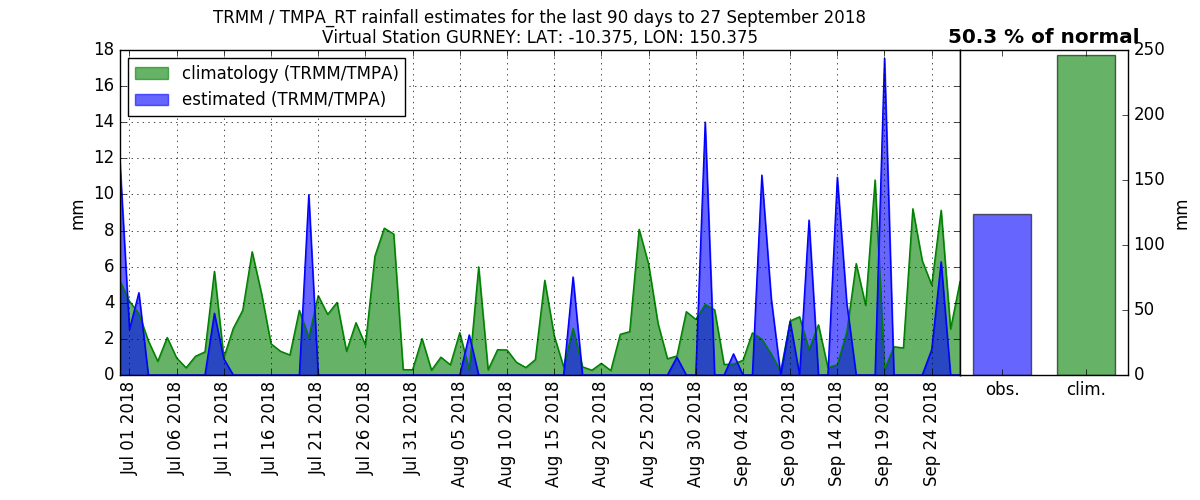 TRMM / TMPA_RT rainfall estimates for the last 90 days to 27 September 2018
Virtual Station GURNEY: LAT: -10.375, LON: 150.375
50.3 % of normal
climatology (TRMM/TMPA)
estimated (TRMM/TMPA)
18
16
14
12
10
8
6
4
2
0
mm
Jul 01 2018
Jul 06 2018
Jul 11 2018
Jul 16 2018
Jul 21 2018
Jul 26 2018
Jul 31 2018
Aug 05 2018
Aug 10 2018
Aug 15 2018
Aug 20 2018
Aug 25 2018
Aug 30 2018
Sep 04 2018
Sep 09 2018
Sep 14 2018
Sep 19 2018
Sep 24 2018
obs.
clim.
250
200
150
100
50
0
mm